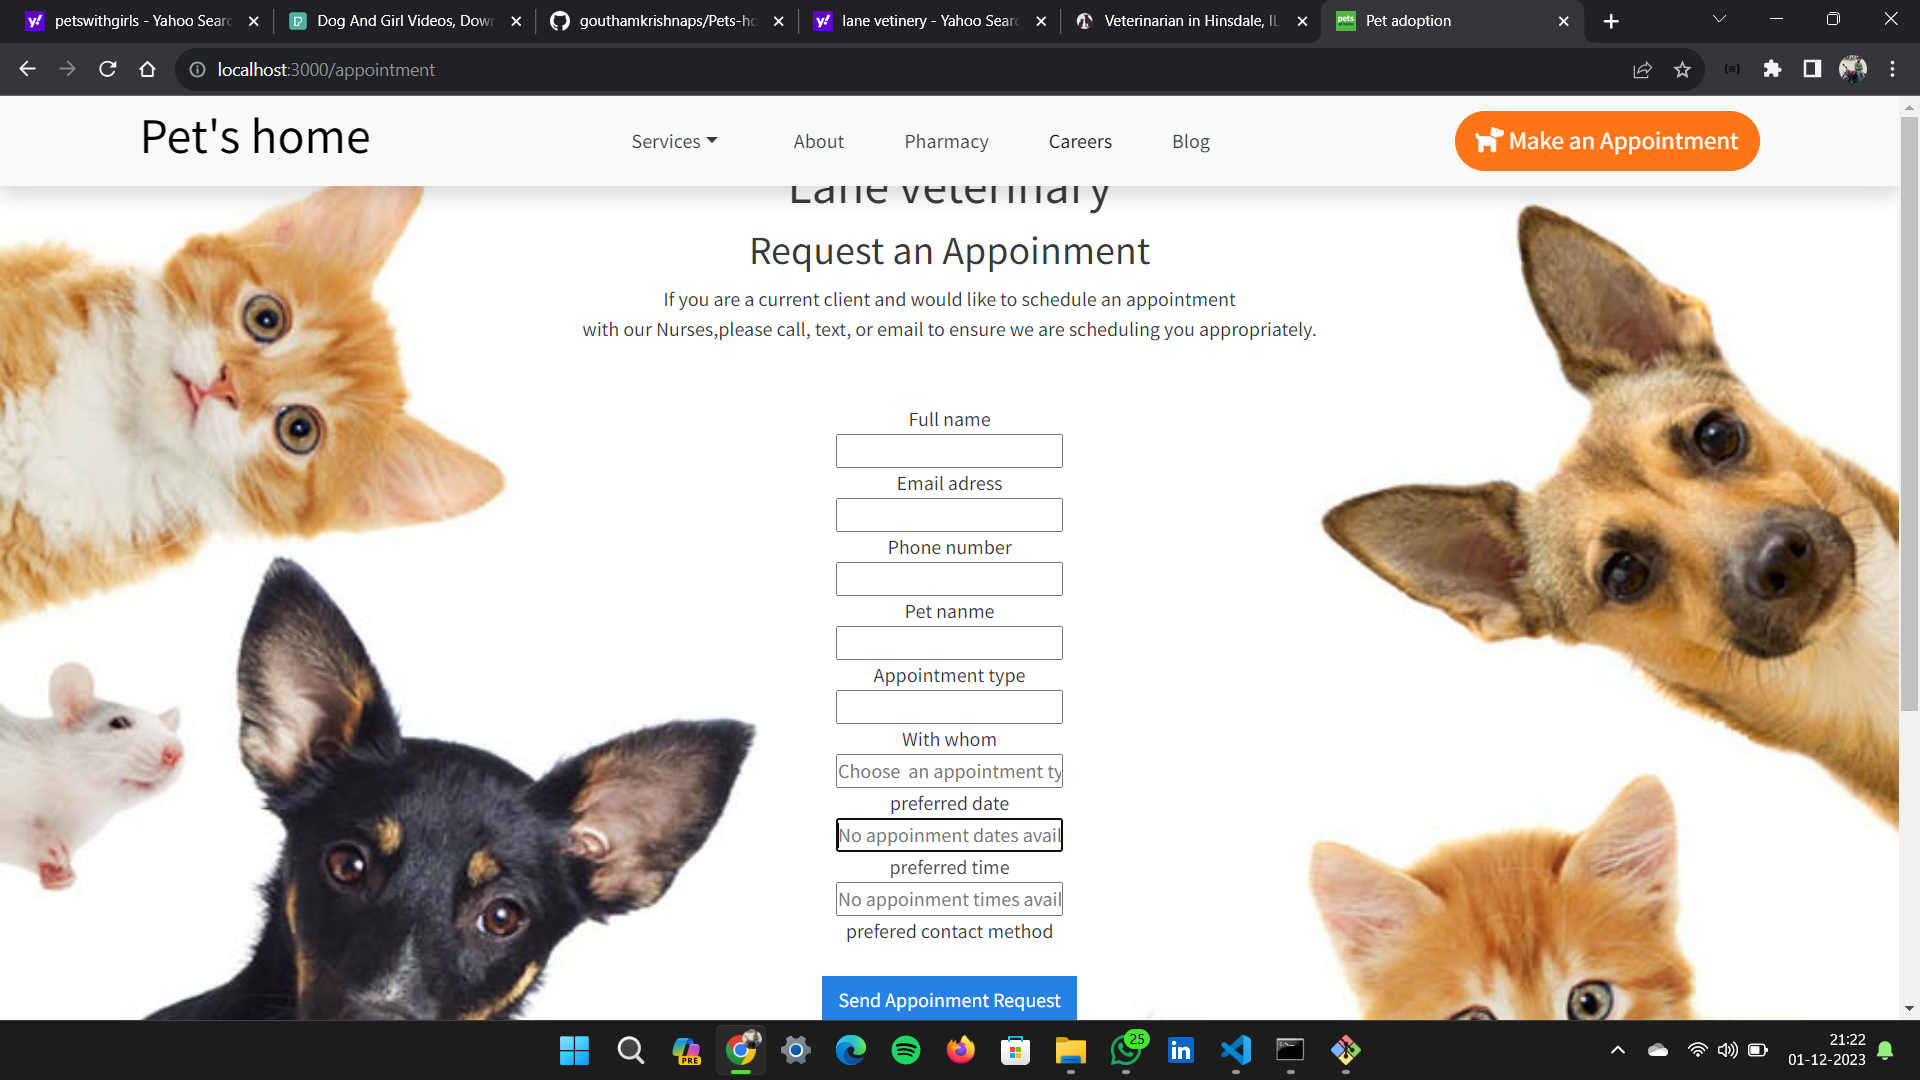 petswithgirls - Yahoo Searc
Dog And Girl Videos, Down
gouthamkrishnaps/Pets-ho
lane vetinery - Yahoo Searc
Veterinarian in Hinsdale, IL
Pet adoption
localhost:3000/appointment
Pet's home
Services
About
Pharmacy
Careers
Blog
Make an Appointment
Lane veterinary
Request an Appoinment
If you are a current client and would like to schedule an appointment
with our Nurses,please call, text, or email to ensure we are scheduling you appropriately.
Full name
Email adress
Phone number
Pet nanme
Appointment type
With whom
Choose an appointment ty
preferred date
No appoinment dates avail
preferred time
No appoinment times avail
prefered contact method
Send Appoinment Request
PRE
25
21:22
01-12-2023